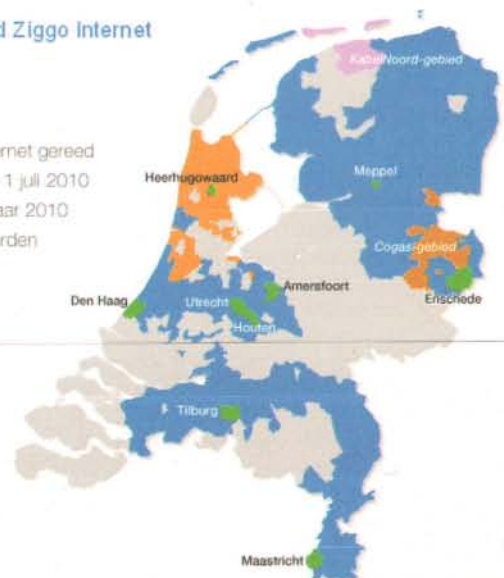 d Ziggo Internet
rnet gereed
1 juli 2010
aar 2010
rden
KabelNoord-gebied
Heerhugowaard
Meppel
Cogas-gebied
Enschede
Den Haag
Utrecht
Amersfoort
Houten
Tilburg
Maastricht